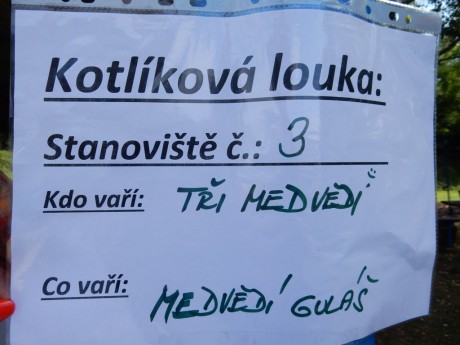 Kotlíková louka:
Stanoviště č.: 3
Kdo vaří: TŘI MEDVĚDI
Co vaří: MEDVĚDÍ GULÁŠ